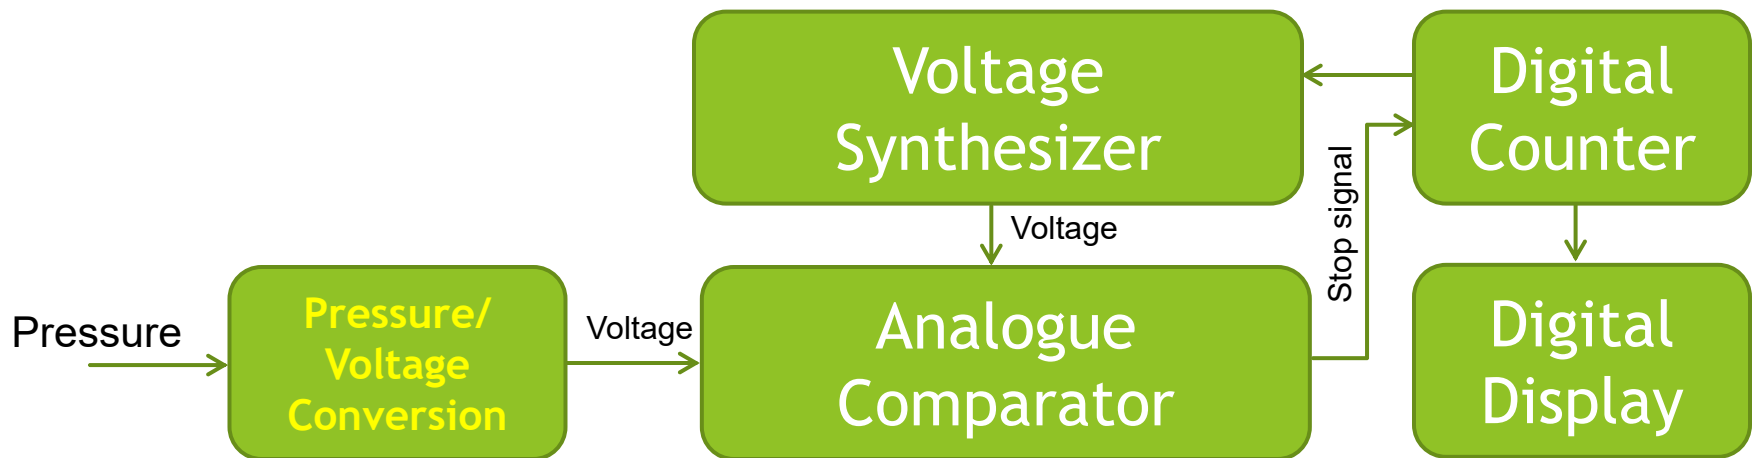 Voltage
Synthesizer
Digital
Counter
Voltage
Stop signal
Pressure
Pressure/
Voltage
Conversion
Voltage
Analogue
Comparator
Digital
Display